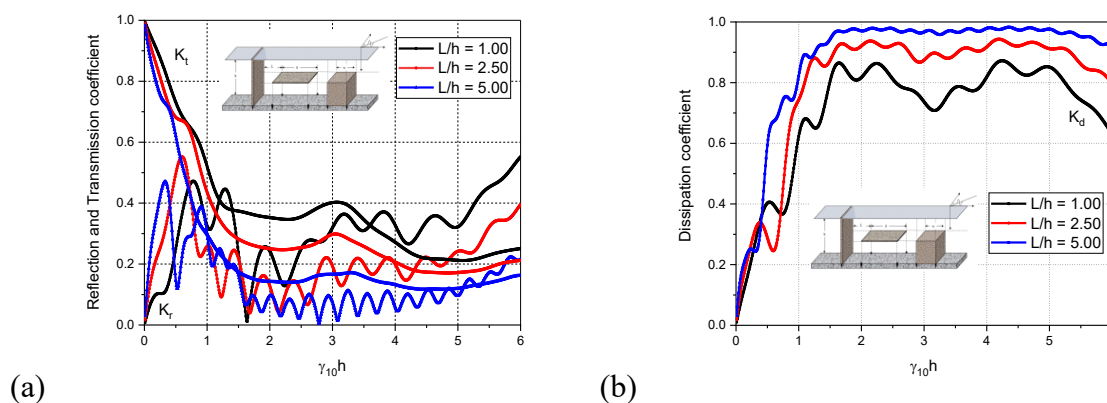 1.0
0.8
0.6
0.4
0.2
0.0
Reflection and Transmission coefficient
K_t
K_r
L/h = 1.00
L/h = 2.50
L/h = 5.00
0 1 2 3 4 5 6
γ₁₀h
(a)
1.0
0.8
0.6
0.4
0.2
0.0
Dissipation coefficient
K_d
L/h = 1.00
L/h = 2.50
L/h = 5.00
0 1 2 3 4 5
γ₁₀h
(b)